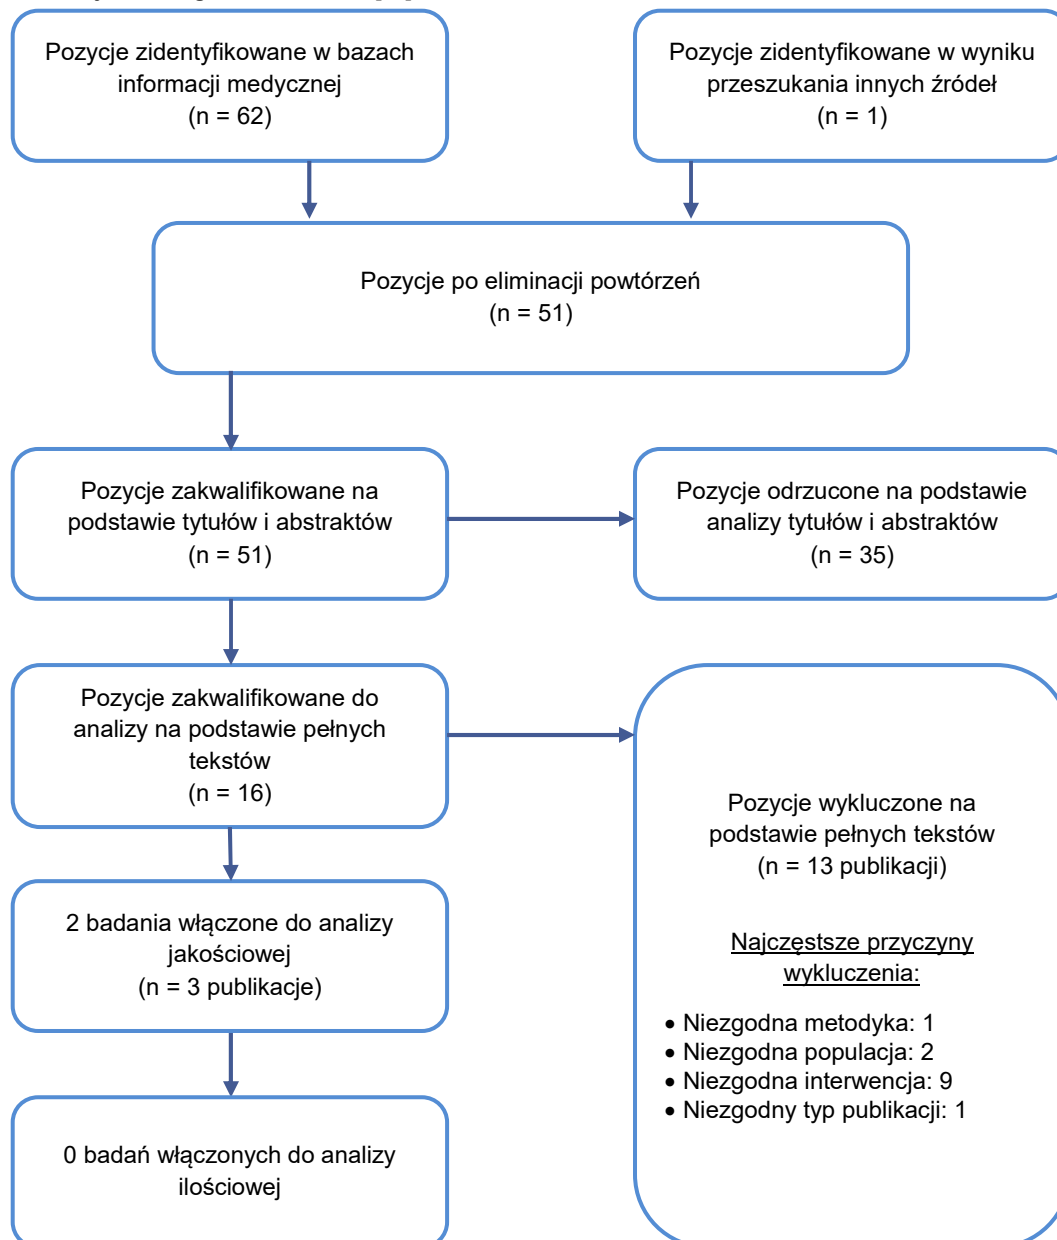 Pozycje zidentyfikowane w bazach
informacji medycznej
(n = 62)
Pozycje zidentyfikowane w wyniku
przeszukania innych źródeł
(n = 1)
Pozycje po eliminacji powtórzeń
(n = 51)
Pozycje zakwalifikowane na
podstawie tytułów i abstraktów
(n = 51)
Pozycje odrzucone na podstawie
analizy tytułów i abstraktów
(n = 35)
Pozycje zakwalifikowane do
analizy na podstawie pełnych
tekstów
(n = 16)
Pozycje wykluczone na
podstawie pełnych tekstów
(n = 13 publikacji)
Najczęstsze przyczyny
wykluczenia:
• Niezgodna metodyka: 1
• Niezgodna populacja: 2
• Niezgodna interwencja: 9
• Niezgodny typ publikacji: 1
2 badania włączone do analizy
jakościowej
(n = 3 publikacje)
0 badań włączonych do analizy
ilościowej